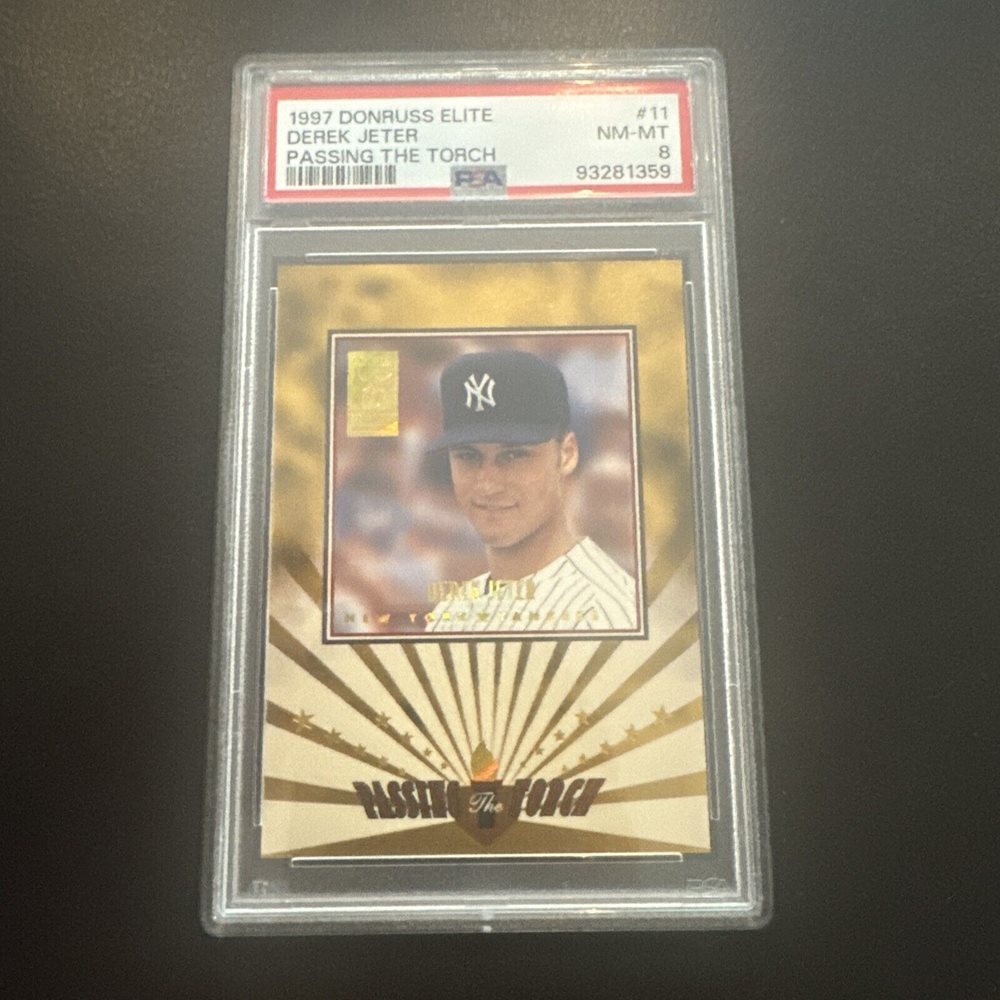 1997 DONRUSS ELITE #11
DEREK JETER NM-MT
PASSING THE TORCH 8
PSA 93281359
NY
DEREK JETER
NEW YORK YANKEES
PASSING The TORCH
PSA